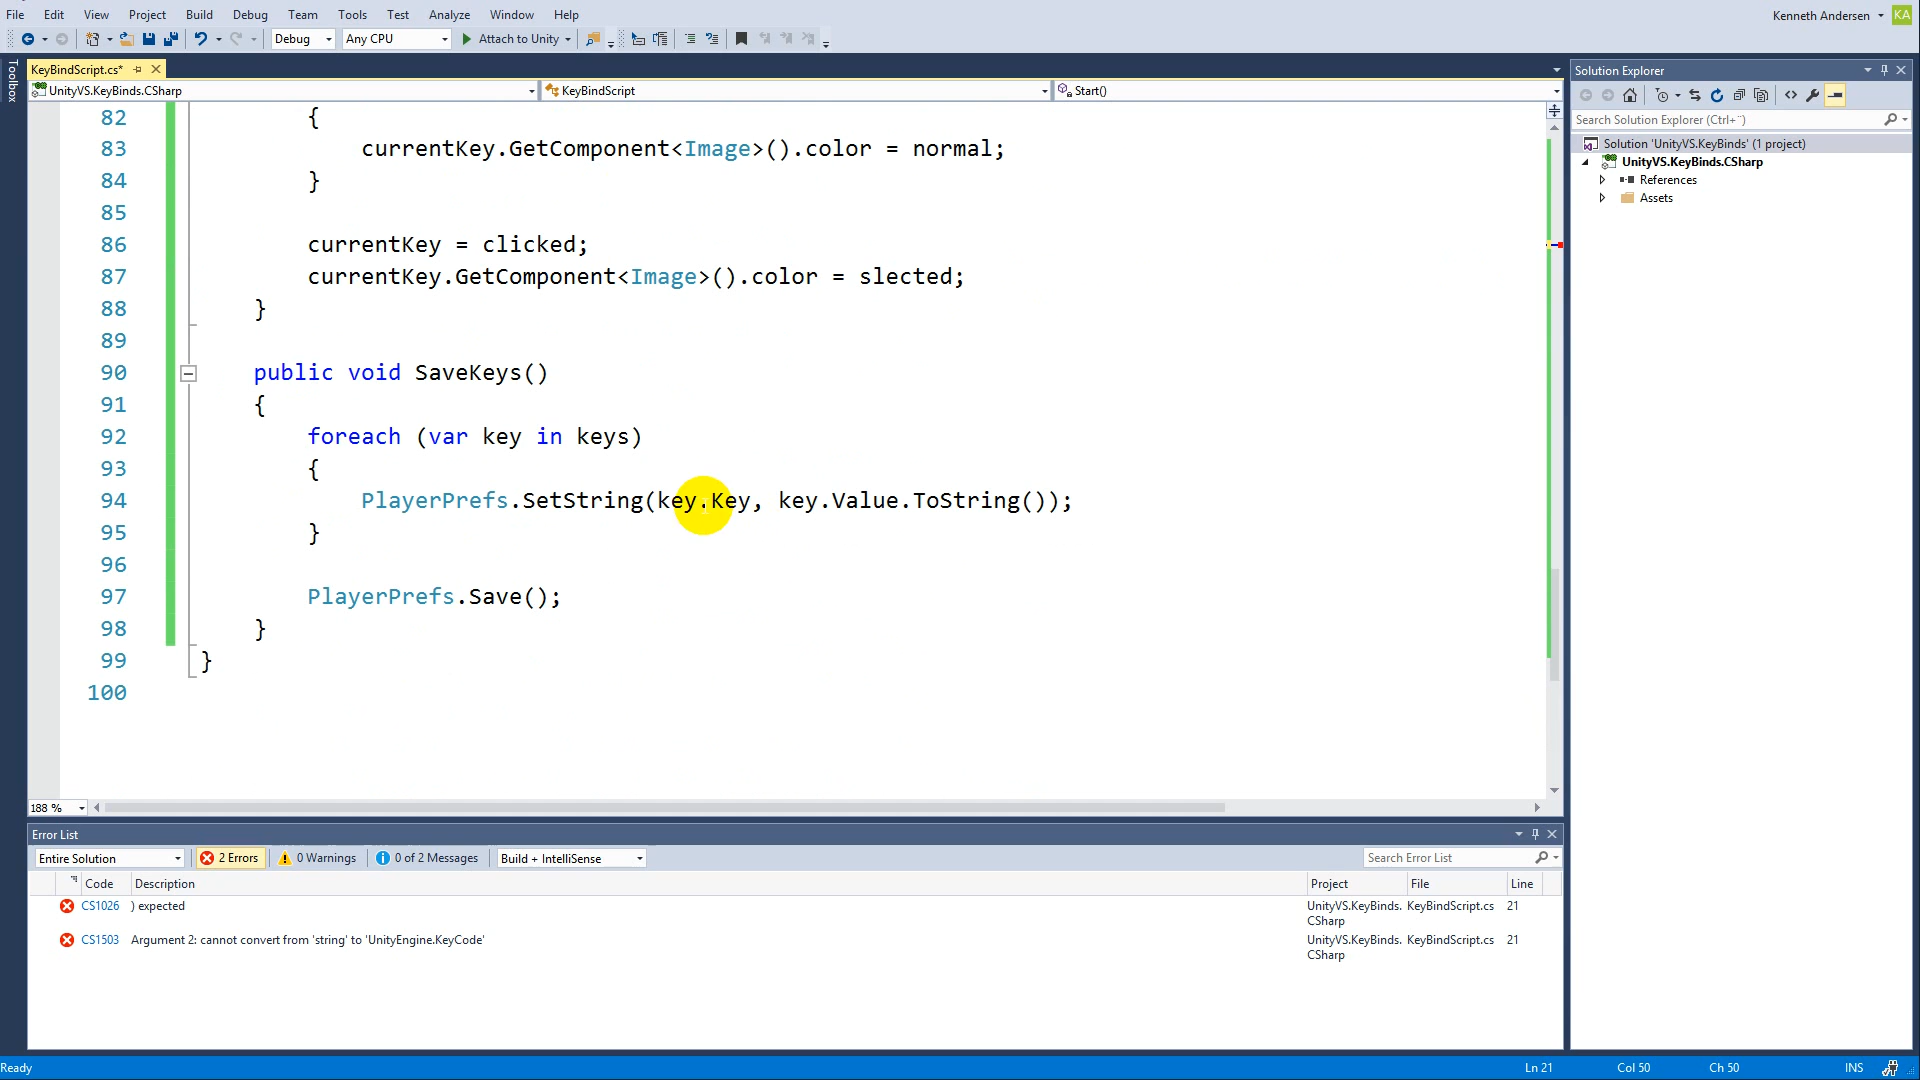 File Edit View Project Build Debug Team Tools Test Analyze Window Help
Kenneth Andersen KA
Debug Any CPU Attach to Unity
Toolbox
KeyBindScript.cs*
UnityVS.KeyBinds.CSharp KeyBindScript Start()
82 {
83 currentKey.GetComponent<Image>().color = normal;
84 }
85
86 currentKey = clicked;
87 currentKey.GetComponent<Image>().color = slected;
88 }
89
90 public void SaveKeys()
91 {
92 foreach (var key in keys)
93 {
94 PlayerPrefs.SetString(key.Key, key.Value.ToString());
95 }
96
97 PlayerPrefs.Save();
98 }
99 }
100
188 %
Solution Explorer
Search Solution Explorer (Ctrl+¨)
Solution 'UnityVS.KeyBinds' (1 project)
UnityVS.KeyBinds.CSharp
References
Assets
Error List
Entire Solution 2 Errors 0 Warnings 0 of 2 Messages Build + IntelliSense Search Error List
Code Description Project File Line
CS1026 ) expected UnityVS.KeyBinds.CSharp KeyBindScript.cs 21
CS1503 Argument 2: cannot convert from 'string' to 'UnityEngine.KeyCode' UnityVS.KeyBinds.CSharp KeyBindScript.cs 21
Ready Ln 21 Col 50 Ch 50 INS